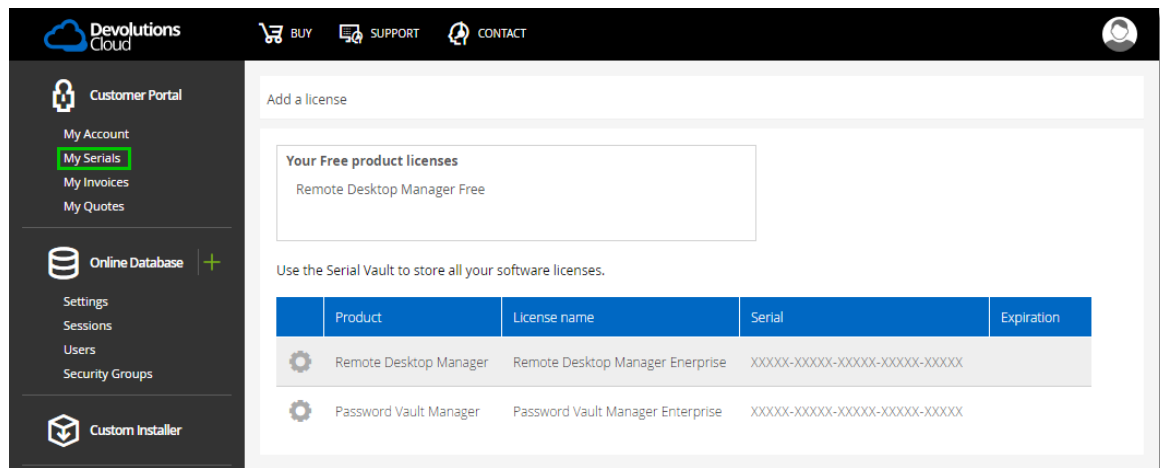 Devolutions
Cloud
BUY
SUPPORT
CONTACT
Customer Portal
My Account
My Serials
My Invoices
My Quotes
Online Database
Settings
Sessions
Users
Security Groups
Custom Installer
Add a license
Your Free product licenses
Remote Desktop Manager Free
Use the Serial Vault to store all your software licenses.
Product License name Serial Expiration
Remote Desktop Manager Remote Desktop Manager Enerprise XXXXX-XXXXX-XXXXX-XXXXX-XXXXX
Password Vault Manager Password Vault Manager Enterprise XXXXX-XXXXX-XXXXX-XXXXX-XXXXX